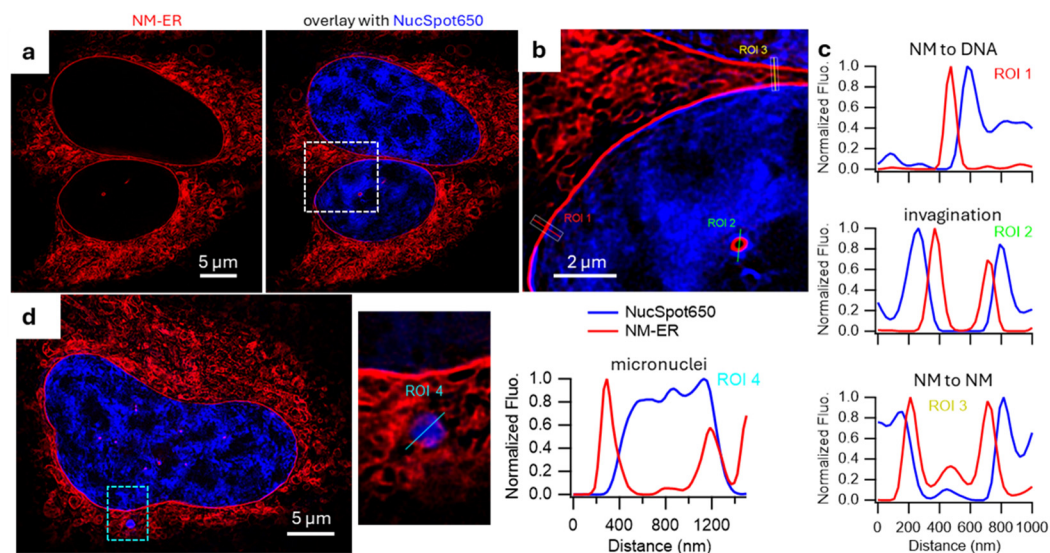 NM-ER
overlay with NucSpot650
a
5 µm
b
ROI 3
ROI 1
ROI 2
2 µm
c
NM to DNA
ROI 1
Normalized Fluo.
1.0
0.8
0.6
0.4
0.2
0.0
invagination
ROI 2
Normalized Fluo.
1.0
0.8
0.6
0.4
0.2
0.0
NM to NM
ROI 3
Normalized Fluo.
1.0
0.8
0.6
0.4
0.2
0.0
0 200 400 600 800 1000
Distance (nm)
d
5 µm
ROI 4
NucSpot650
NM-ER
micronuclei
ROI 4
Normalized Fluo.
1.0
0.8
0.6
0.4
0.2
0.0
0 400 800 1200
Distance (nm)